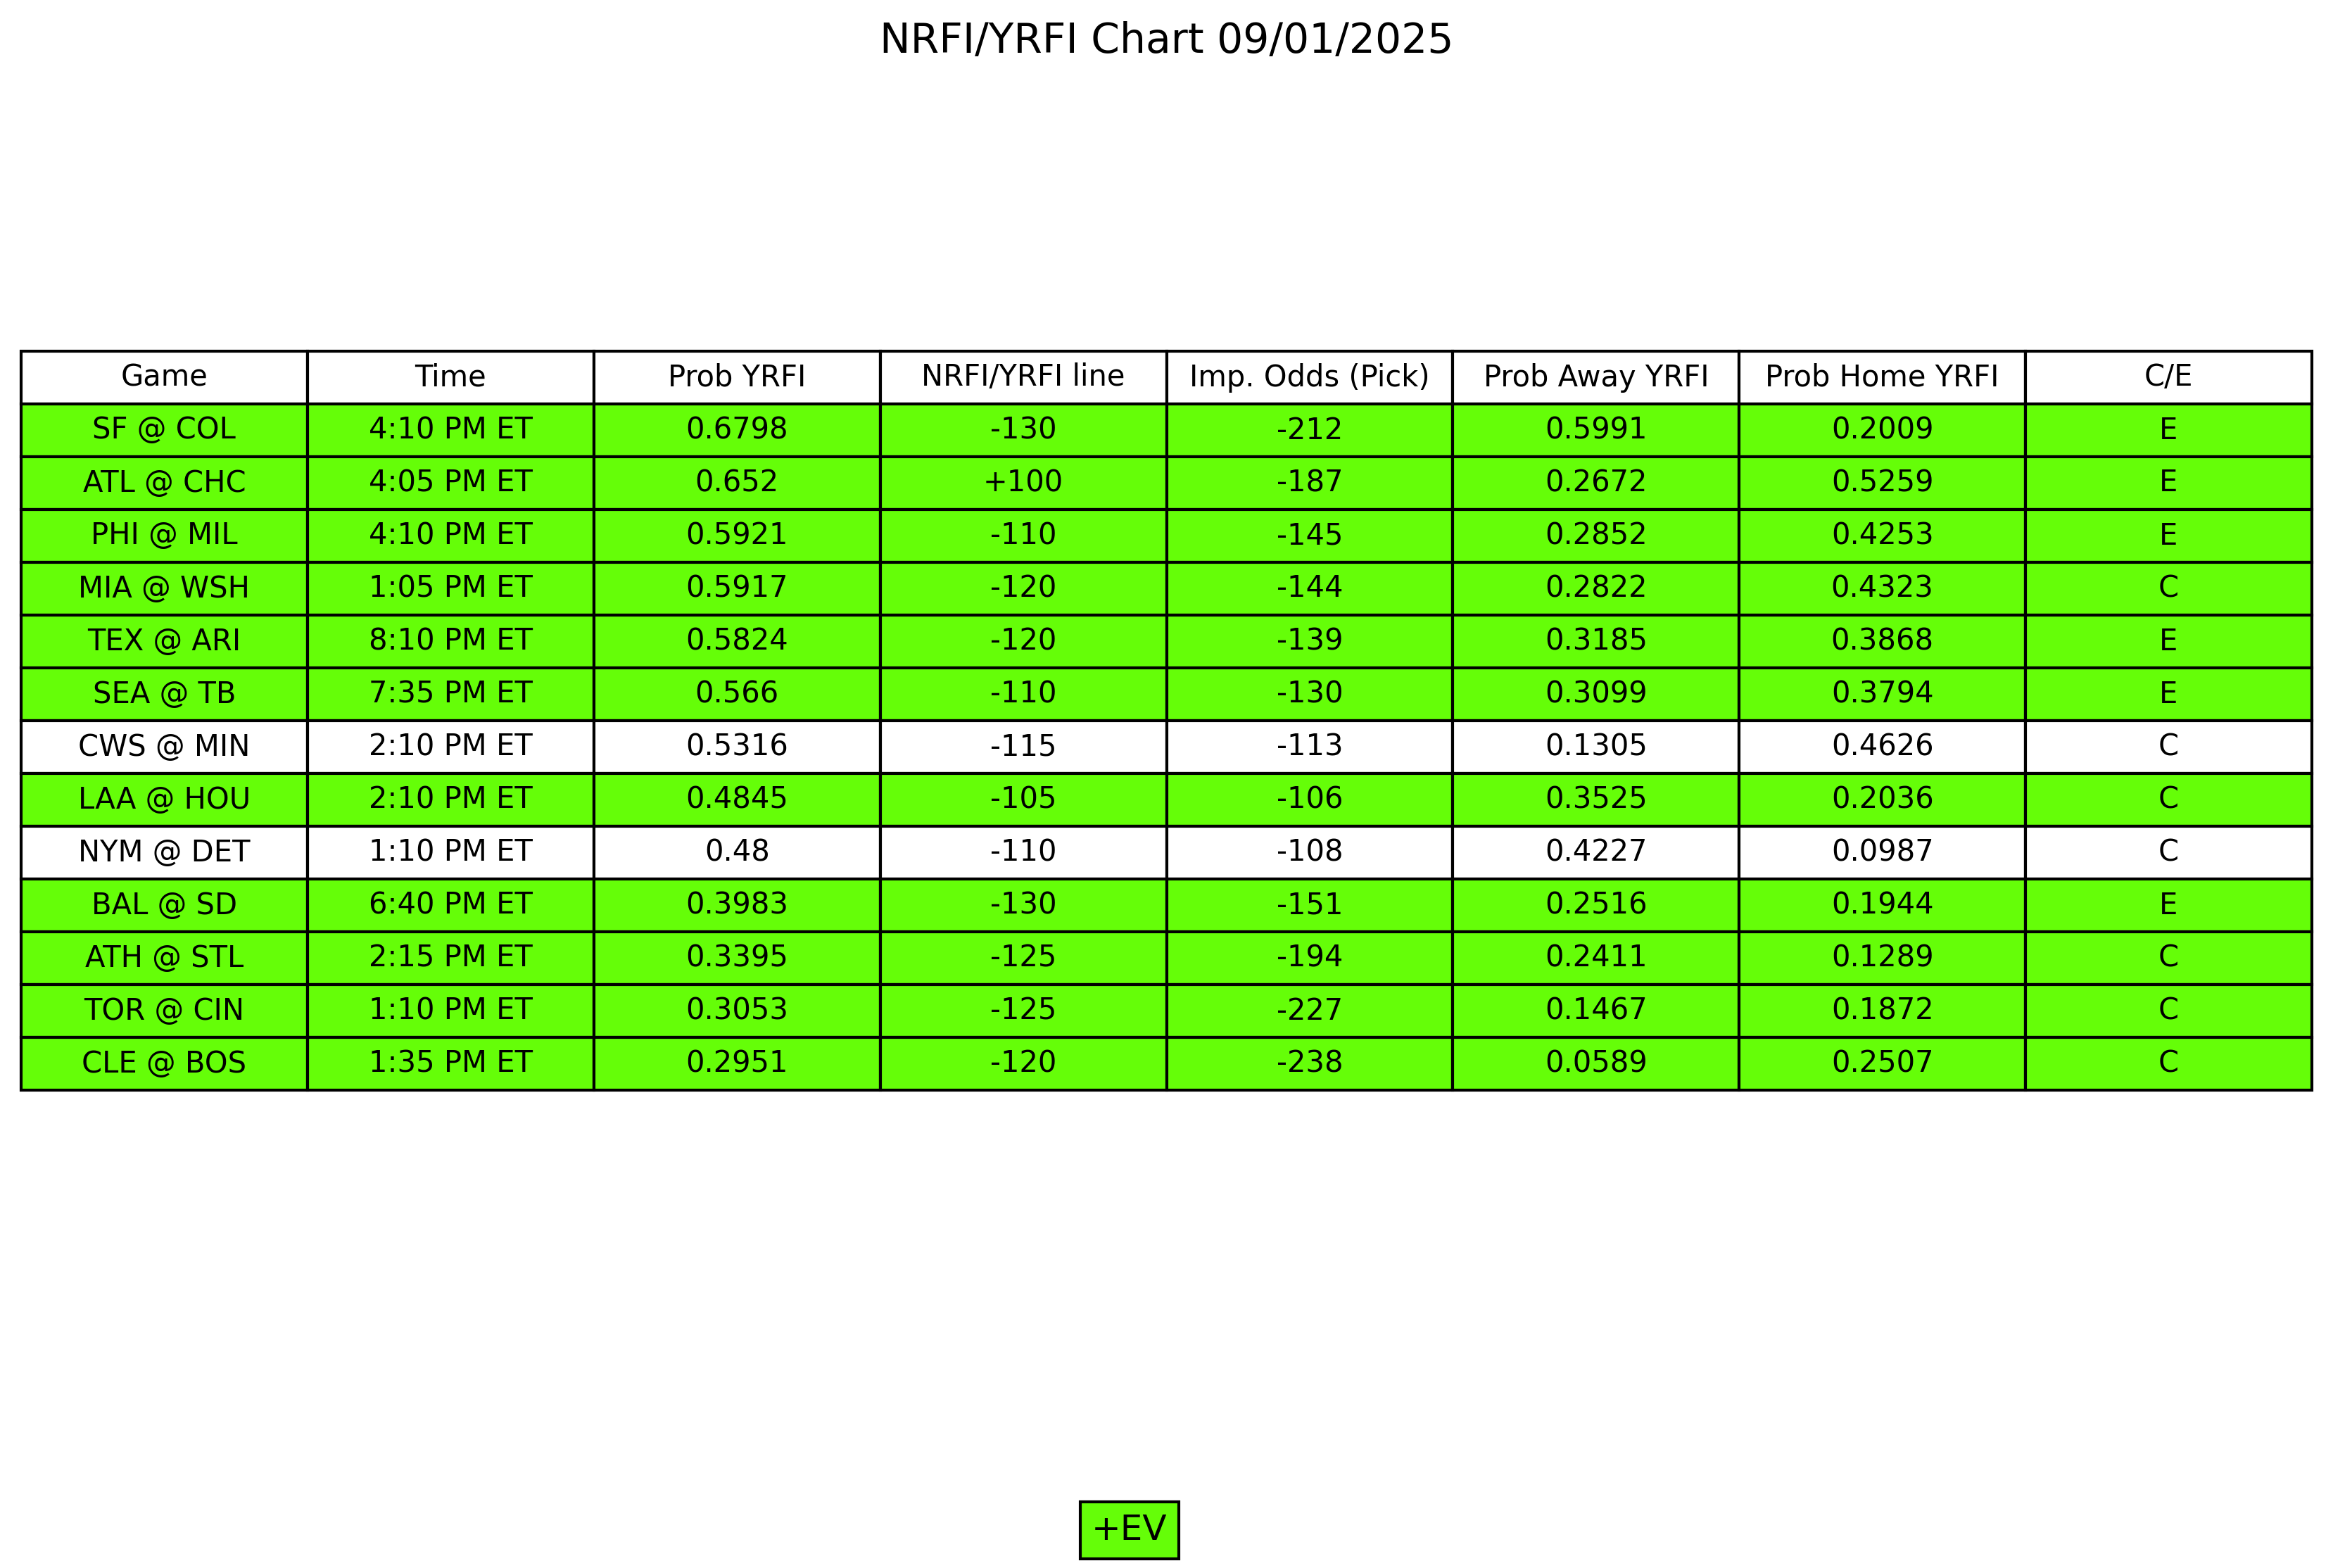 NRFI/YRFI Chart 09/01/2025
Game Time Prob YRFI NRFI/YRFI line Imp. Odds (Pick) Prob Away YRFI Prob Home YRFI C/E
SF @ COL 4:10 PM ET 0.6798 -130 -212 0.5991 0.2009 E
ATL @ CHC 4:05 PM ET 0.652 +100 -187 0.2672 0.5259 E
PHI @ MIL 4:10 PM ET 0.5921 -110 -145 0.2852 0.4253 E
MIA @ WSH 1:05 PM ET 0.5917 -120 -144 0.2822 0.4323 C
TEX @ ARI 8:10 PM ET 0.5824 -120 -139 0.3185 0.3868 E
SEA @ TB 7:35 PM ET 0.566 -110 -130 0.3099 0.3794 E
CWS @ MIN 2:10 PM ET 0.5316 -115 -113 0.1305 0.4626 C
LAA @ HOU 2:10 PM ET 0.4845 -105 -106 0.3525 0.2036 C
NYM @ DET 1:10 PM ET 0.48 -110 -108 0.4227 0.0987 C
BAL @ SD 6:40 PM ET 0.3983 -130 -151 0.2516 0.1944 E
ATH @ STL 2:15 PM ET 0.3395 -125 -194 0.2411 0.1289 C
TOR @ CIN 1:10 PM ET 0.3053 -125 -227 0.1467 0.1872 C
CLE @ BOS 1:35 PM ET 0.2951 -120 -238 0.0589 0.2507 C
+EV